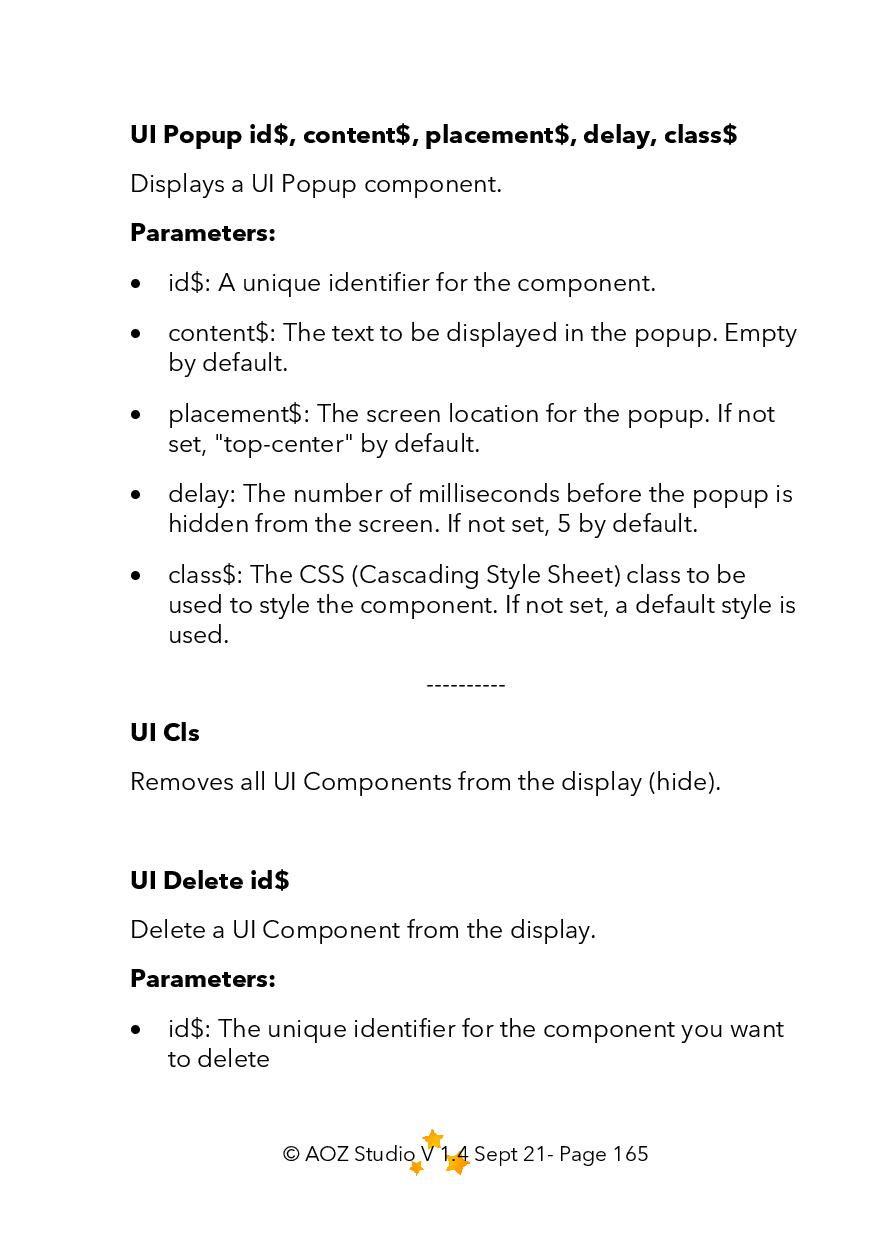 UI Popup id$, content$, placement$, delay, class$
Displays a UI Popup component.
Parameters:
• id$: A unique identifier for the component.
• content$: The text to be displayed in the popup. Empty
by default.
• placement$: The screen location for the popup. If not
set, "top-center" by default.
• delay: The number of milliseconds before the popup is
hidden from the screen. If not set, 5 by default.
• class$: The CSS (Cascading Style Sheet) class to be
used to style the component. If not set, a default style is
used.
----------
UI Cls
Removes all UI Components from the display (hide).
UI Delete id$
Delete a UI Component from the display.
Parameters:
• id$: The unique identifier for the component you want
to delete
© AOZ Studio V 1.4 Sept 21- Page 165